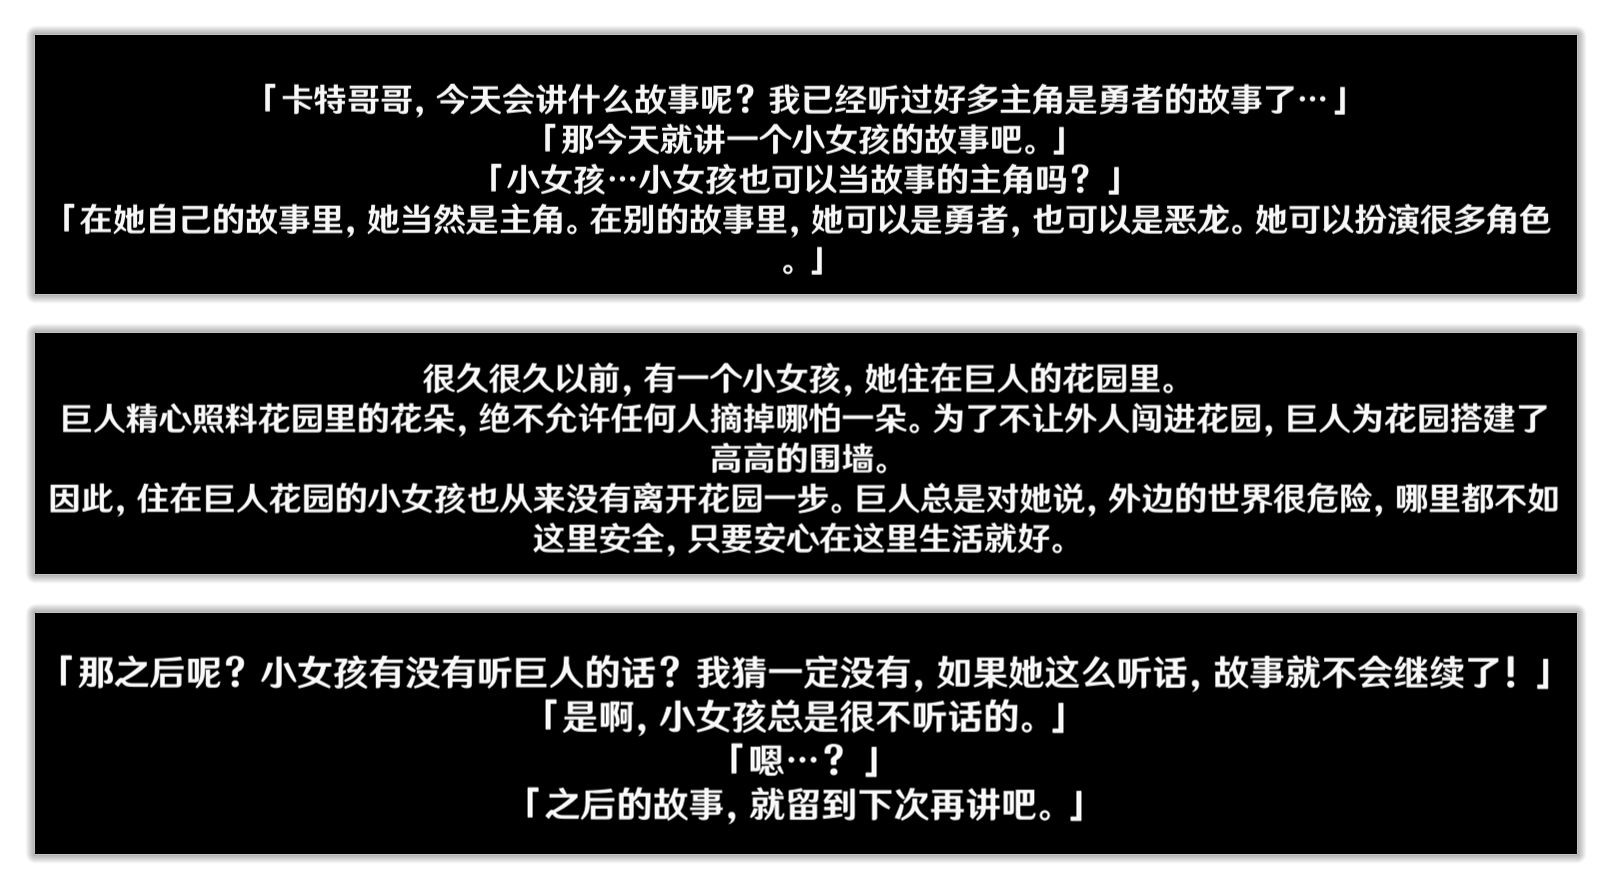 「卡特哥哥，今天会讲什么故事呢？我已经听过好多主角是勇者的故事了…」
「那今天就讲一个小女孩的故事吧。」
「小女孩…小女孩也可以当故事的主角吗？」
「在她自己的故事里，她当然是主角。在别的故事里，她可以是勇者，也可以是恶龙。她可以扮演很多角色
。」
很久很久以前，有一个小女孩，她住在巨人的花园里。
巨人精心照料花园里的花朵，绝不允许任何人摘掉哪怕一朵。为了不让外人闯进花园，巨人为花园搭建了
高高的围墙。
因此，住在巨人花园的小女孩也从来没有离开花园一步。巨人总是对她说，外边的世界很危险，哪里都不如
这里安全，只要安心在这里生活就好。
「那之后呢？小女孩有没有听巨人的话？我猜一定没有，如果她这么听话，故事就不会继续了！」
「是啊，小女孩总是很不听话的。」
「嗯…？」
「之后的故事，就留到下次再讲吧。」